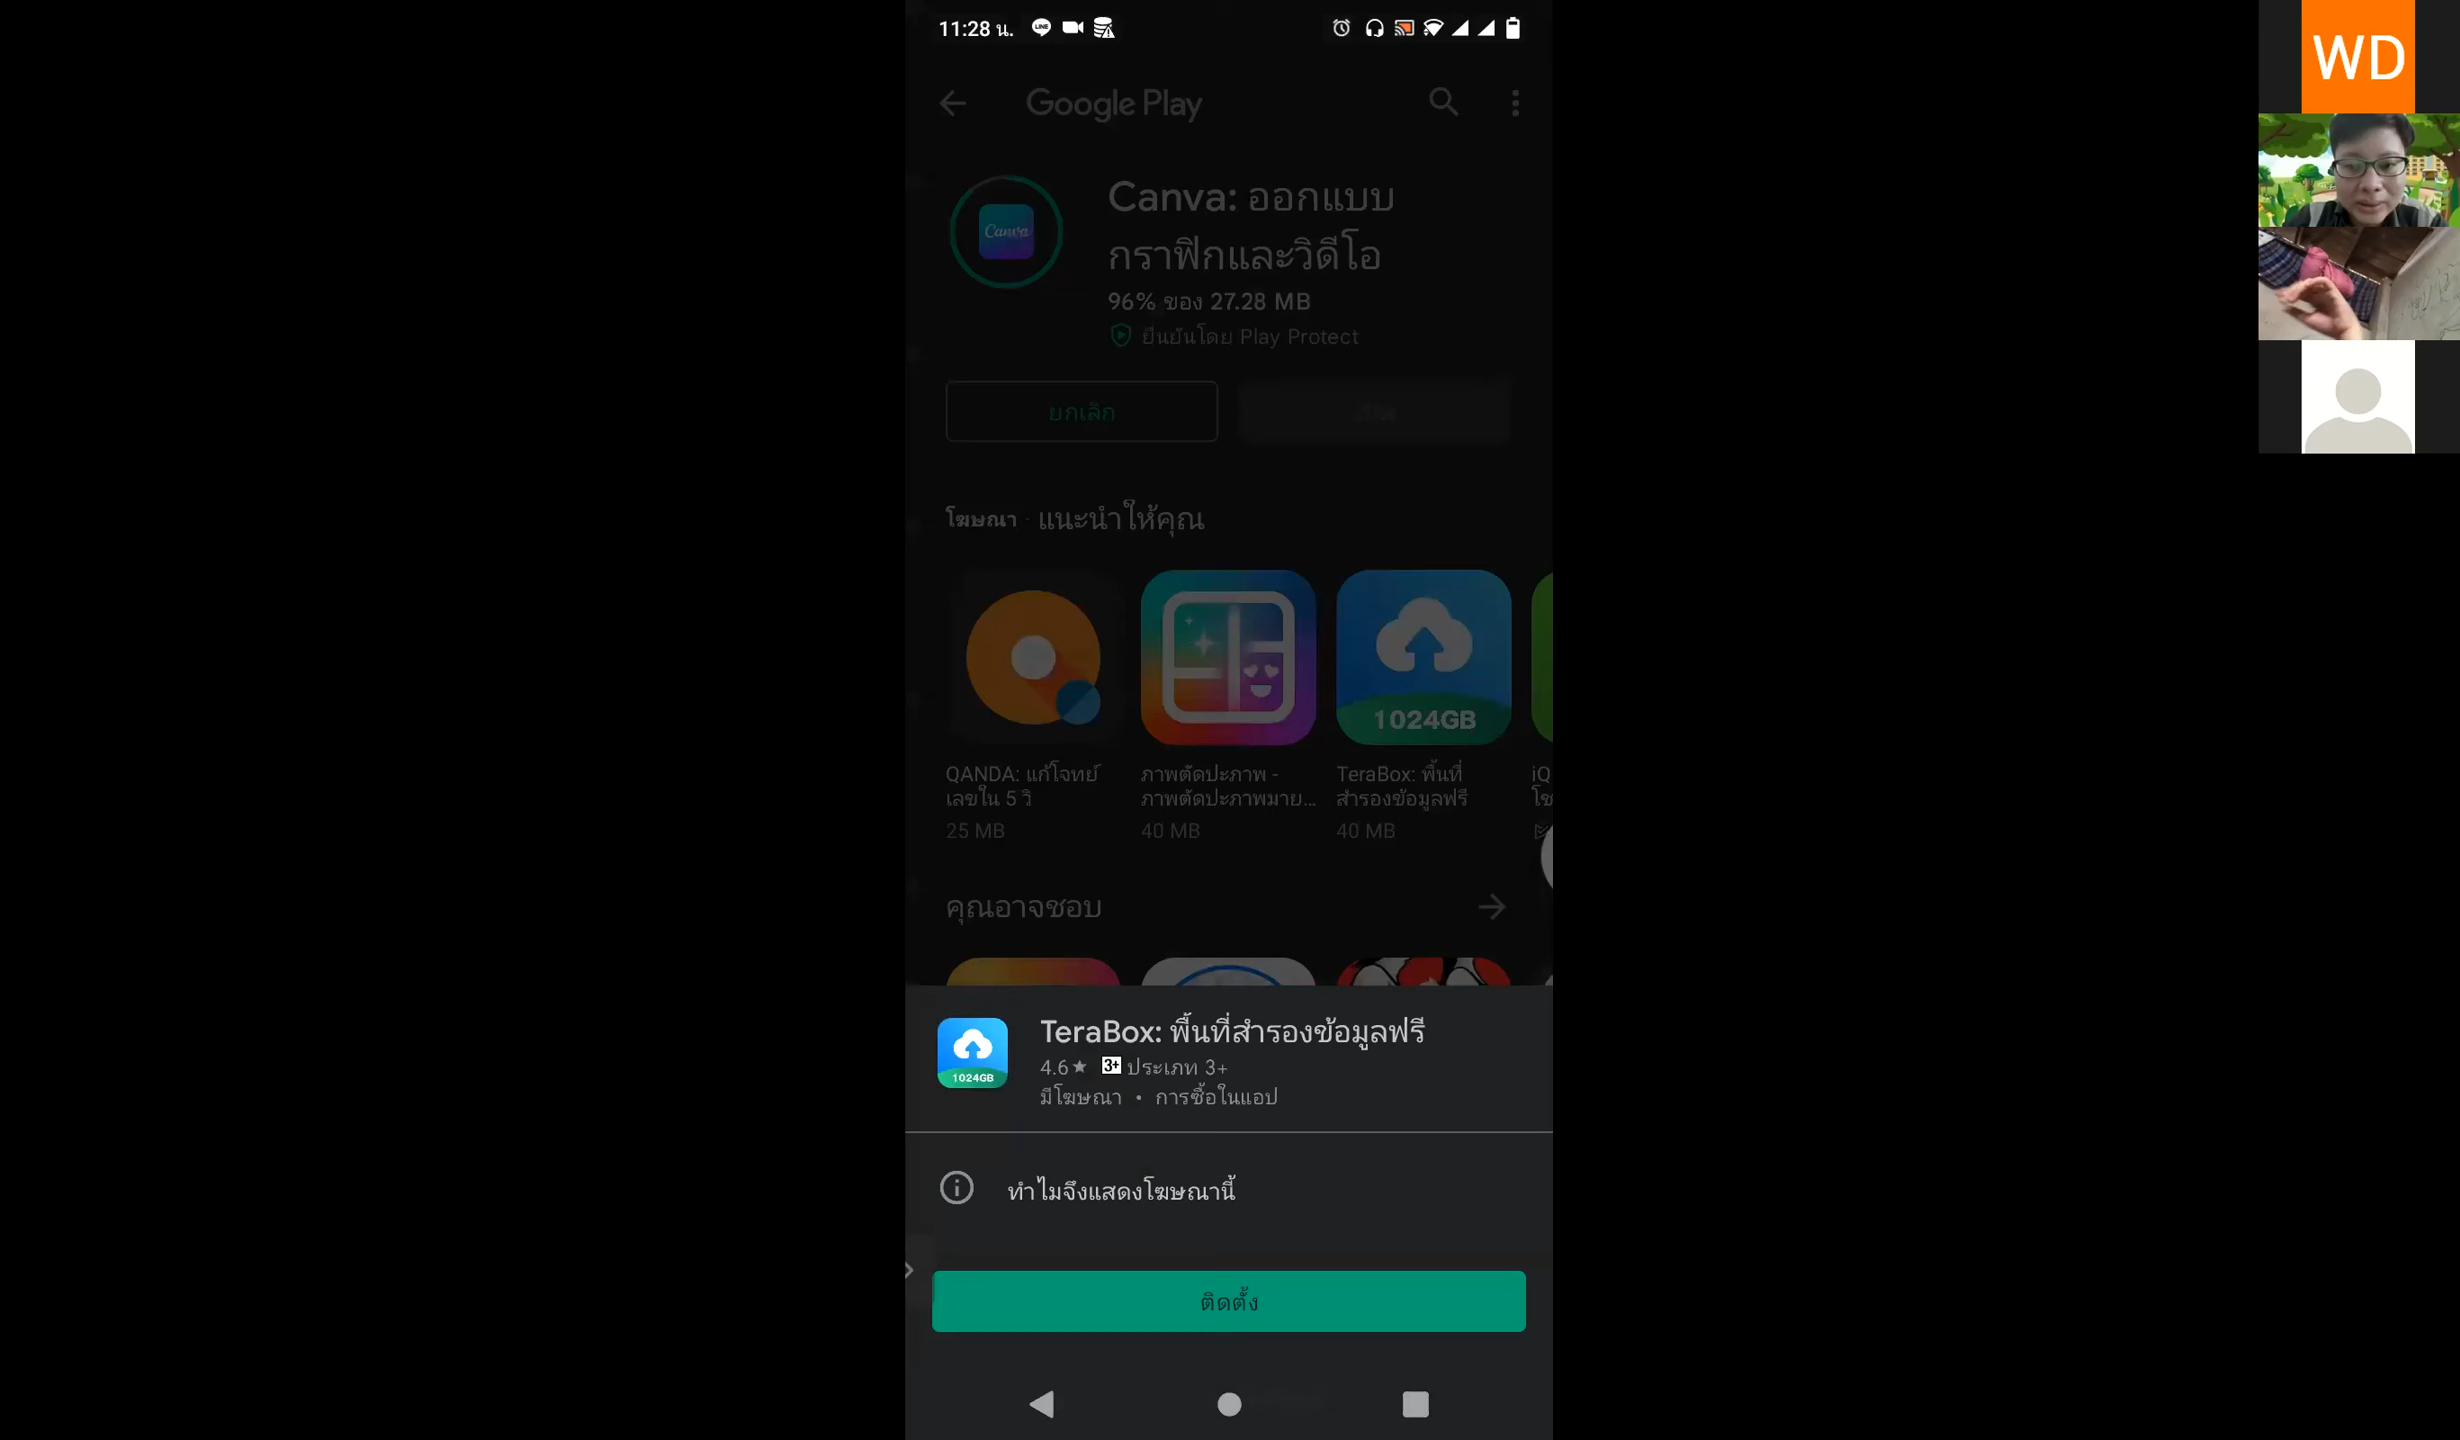 11:28 น.
WD
Google Play
Canva: ออกแบบ
กราฟิกและวิดีโอ
Canva
96% ของ 27.28 MB
ยืนยันโดย Play Protect
ยกเลิก
โฆษณา · แนะนำให้คุณ
1024GB
QANDA: แก้โจทย์
เลขใน 5 วิ
25 MB
ภาพตัดปะภาพ -
ภาพตัดปะภาพมาย...
40 MB
TeraBox: พื้นที่
สำรองข้อมูลฟรี
40 MB
iQ
คุณอาจชอบ
TeraBox: พื้นที่สำรองข้อมูลฟรี
4.6★ 3+ ประเภท 3+
1024GB
มีโฆษณา • การซื้อในแอป
ทำไมจึงแสดงโฆษณานี้
ติดตั้ง